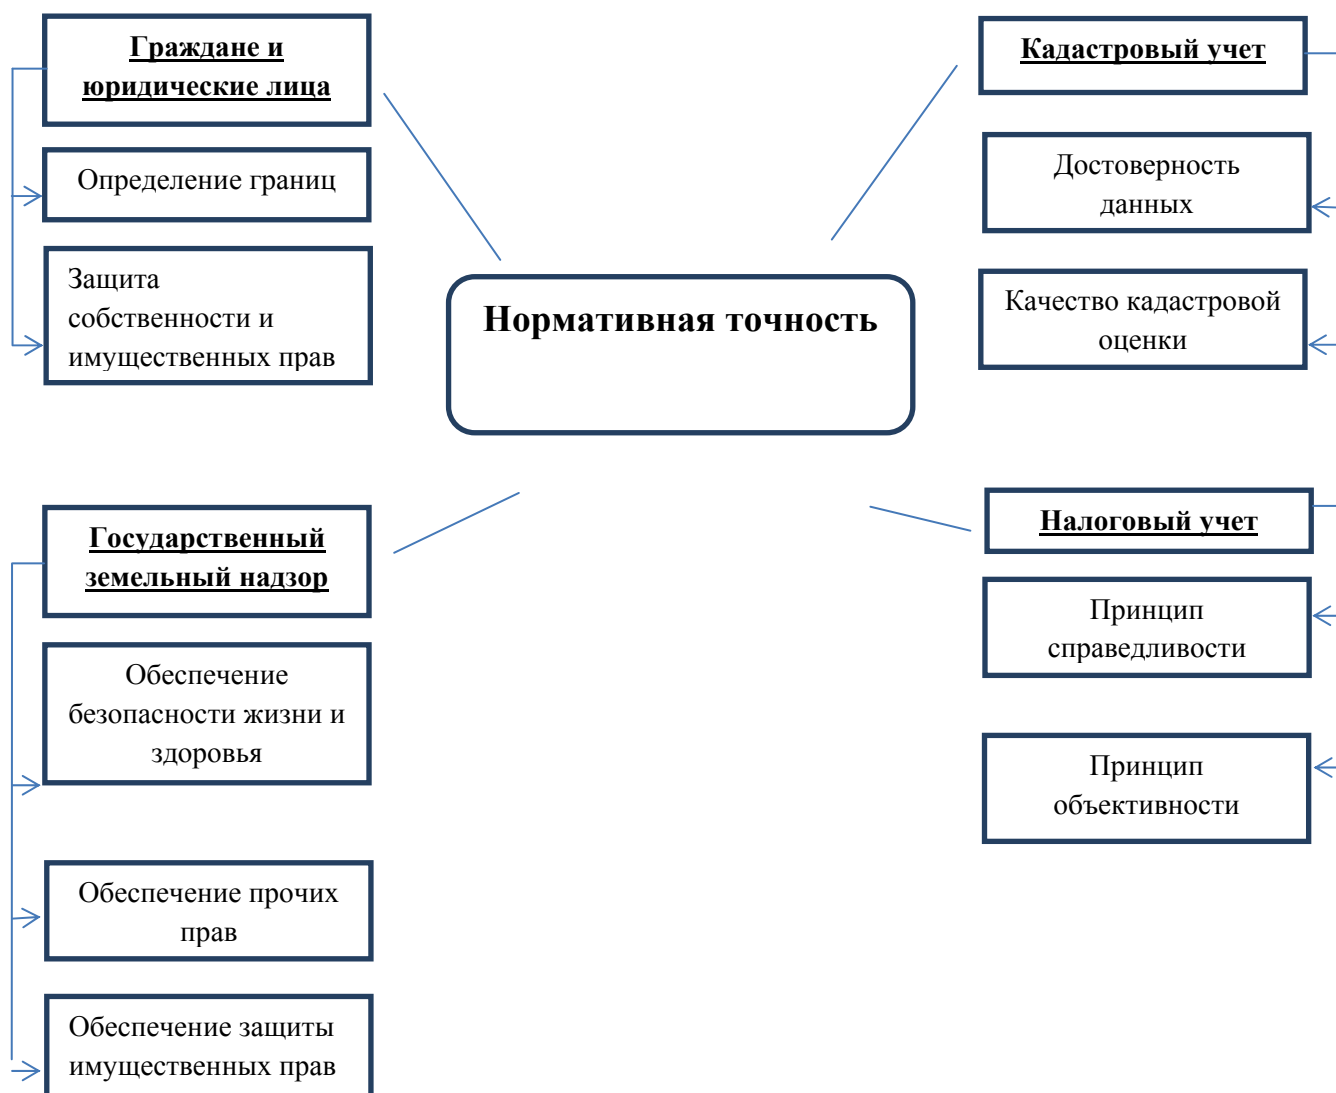 Граждане и
юридические лица
Определение границ
Защита
собственности и
имущественных прав
Нормативная точность
Кадастровый учет
Достоверность
данных
Качество кадастровой
оценки
Государственный
земельный надзор
Обеспечение
безопасности жизни и
здоровья
Обеспечение прочих
прав
Обеспечение защиты
имущественных прав
Налоговый учет
Принцип
справедливости
Принцип
объективности